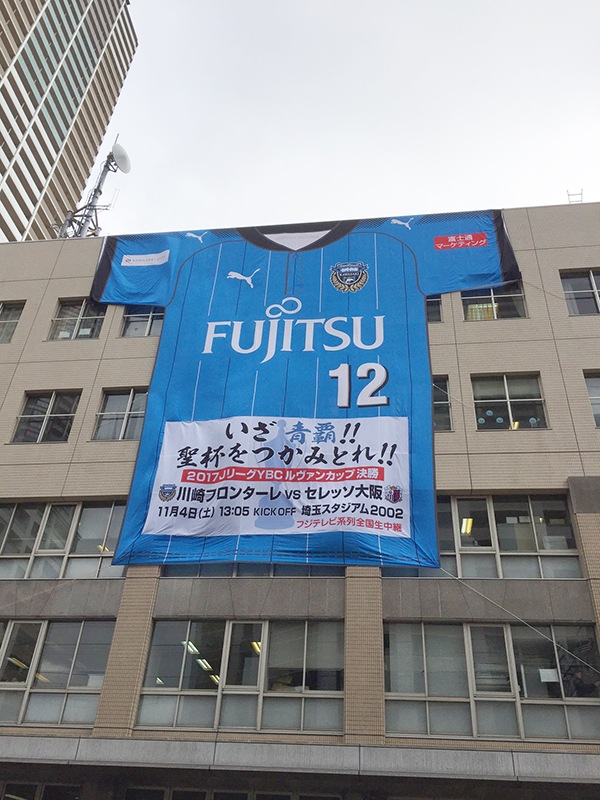 富士通
マーケティング
FUJITSU
12
いざ 青覇!!
聖杯をつかみとれ!!
2017JリーグYBC ルヴァンカップ決勝
川崎フロンターレ vs セレッソ大阪
11月4日(土) 13:05 KICK OFF 埼玉スタジアム2002
フジテレビ系列全国生中継